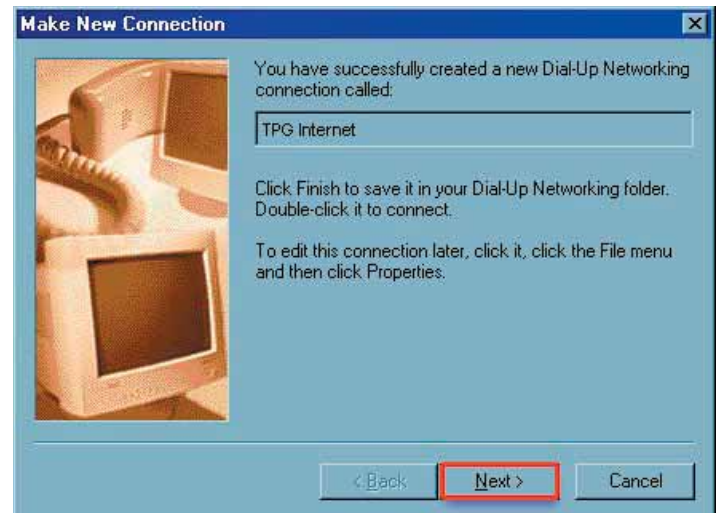 Make New Connection
You have successfully created a new Dial-Up Networking
connection called:
TPG Internet
Click Finish to save it in your Dial-Up Networking folder.
Double-click it to connect.
To edit this connection later, click it, click the File menu
and then click Properties.
< Back
Next >
Cancel